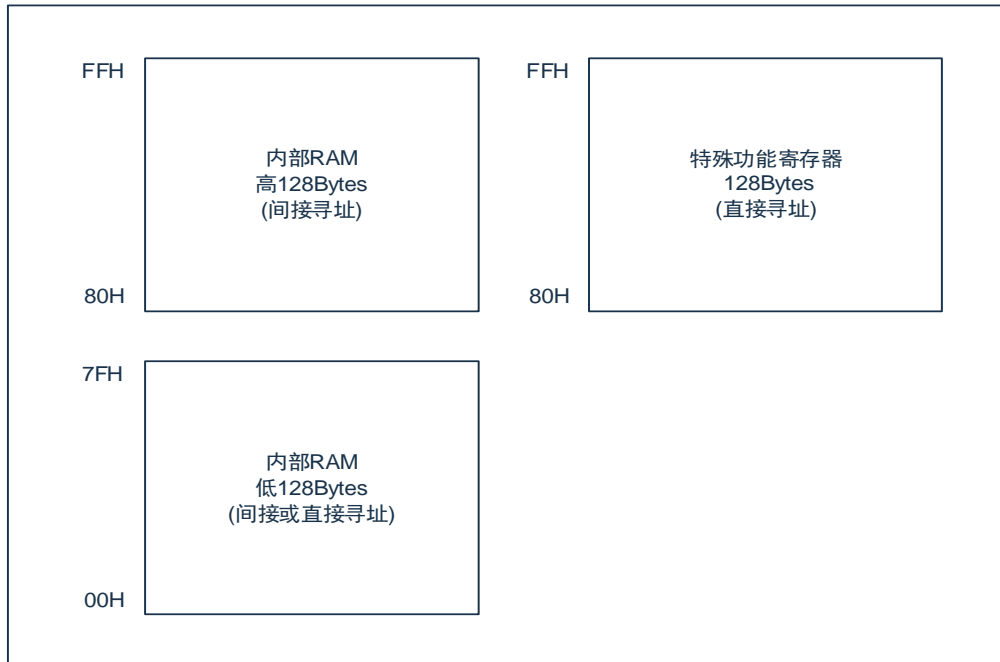 FFH
内部RAM
高128Bytes
(间接寻址)
80H
FFH
特殊功能寄存器
128Bytes
(直接寻址)
80H
7FH
内部RAM
低128Bytes
(间接或直接寻址)
00H